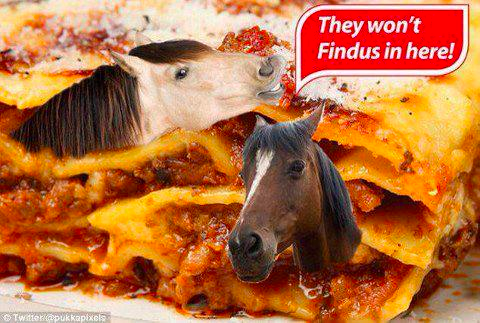 They won't
Findus in here!
© Twitter/@pukkapixels